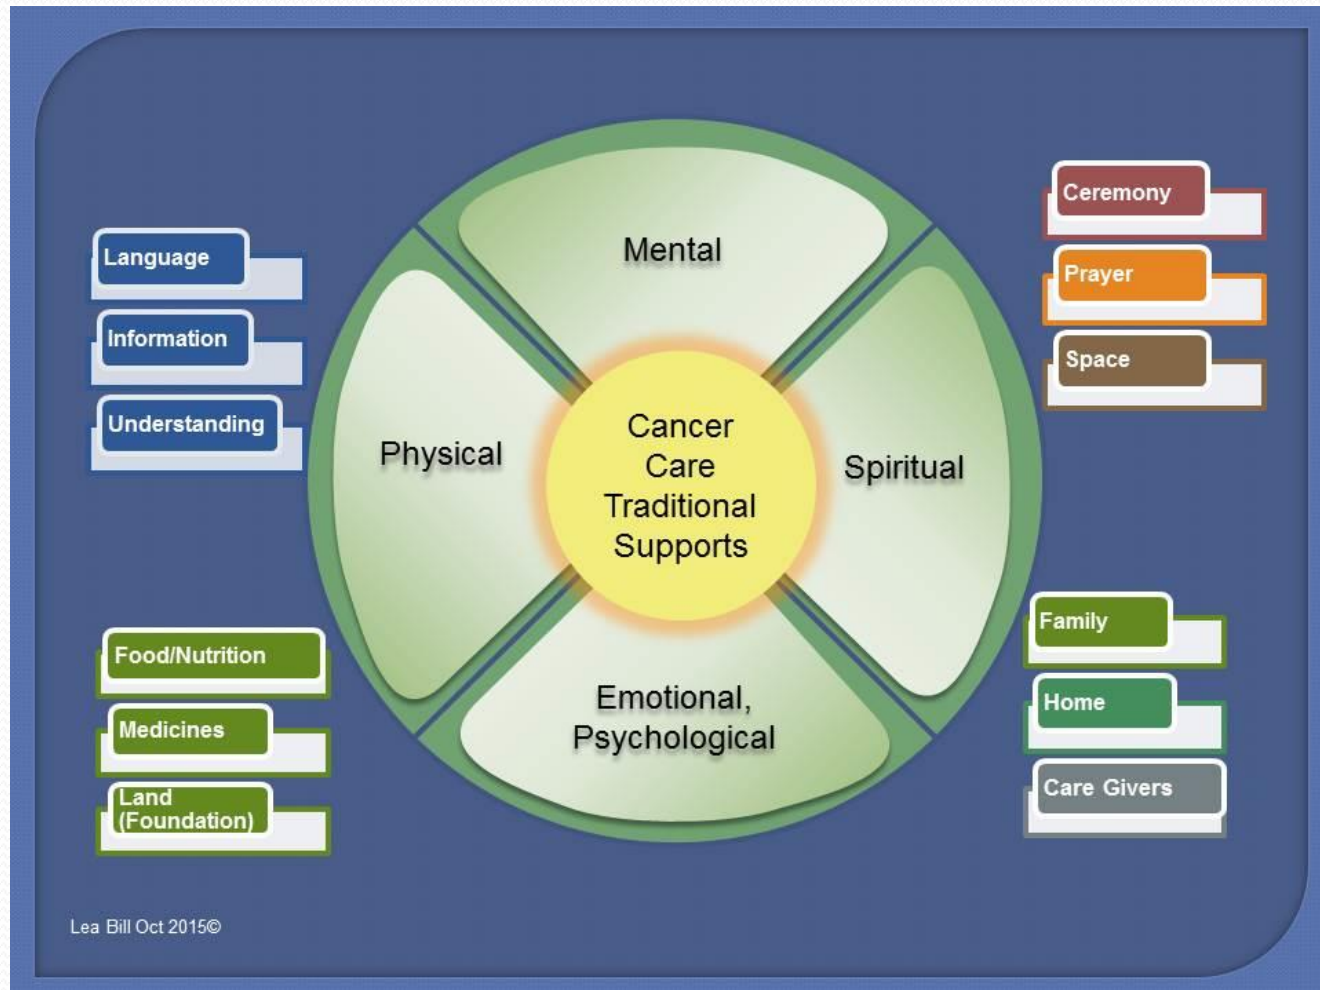 Mental
Physical
Cancer
Care
Traditional
Supports
Spiritual
Emotional,
Psychological
Language
Information
Understanding
Ceremony
Prayer
Space
Food/Nutrition
Medicines
Land
(Foundation)
Family
Home
Care Givers
Lea Bill Oct 2015©